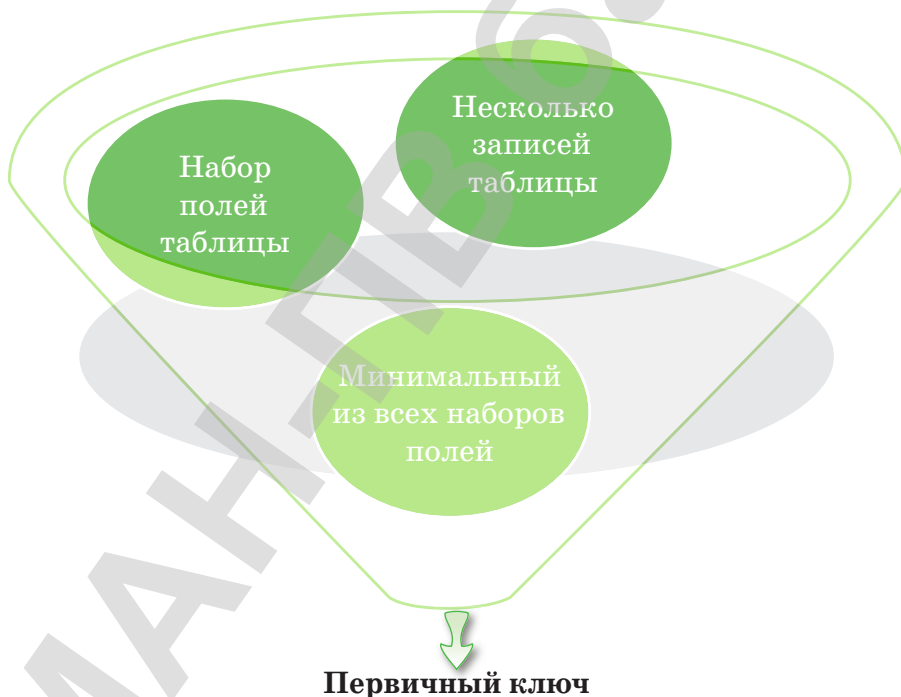 Набор
полей
таблицы
Несколько
записей
таблицы
Минимальный
из всех наборов
полей
Первичный ключ